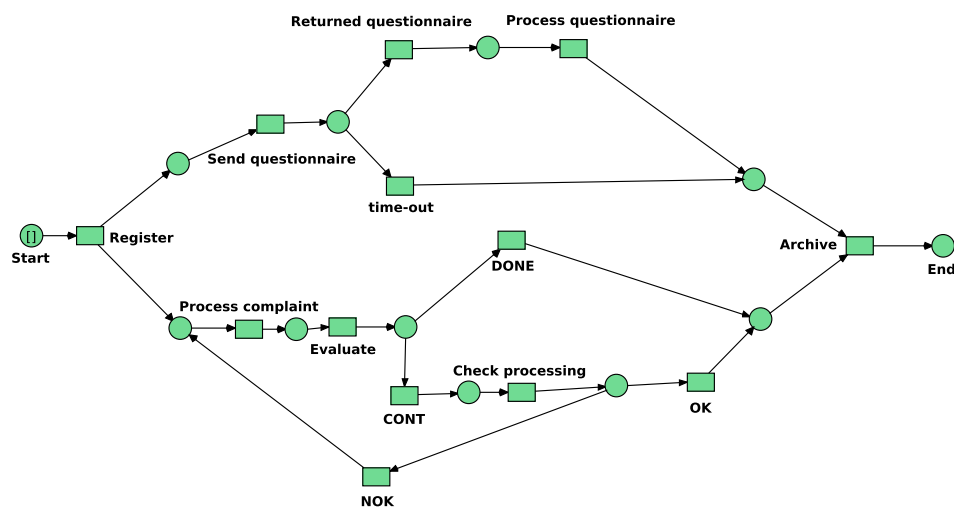 Returned questionnaire
Process questionnaire
Send questionnaire
time-out
[]
Start
Register
DONE
Archive
End
Process complaint
Evaluate
Check processing
CONT
OK
NOK